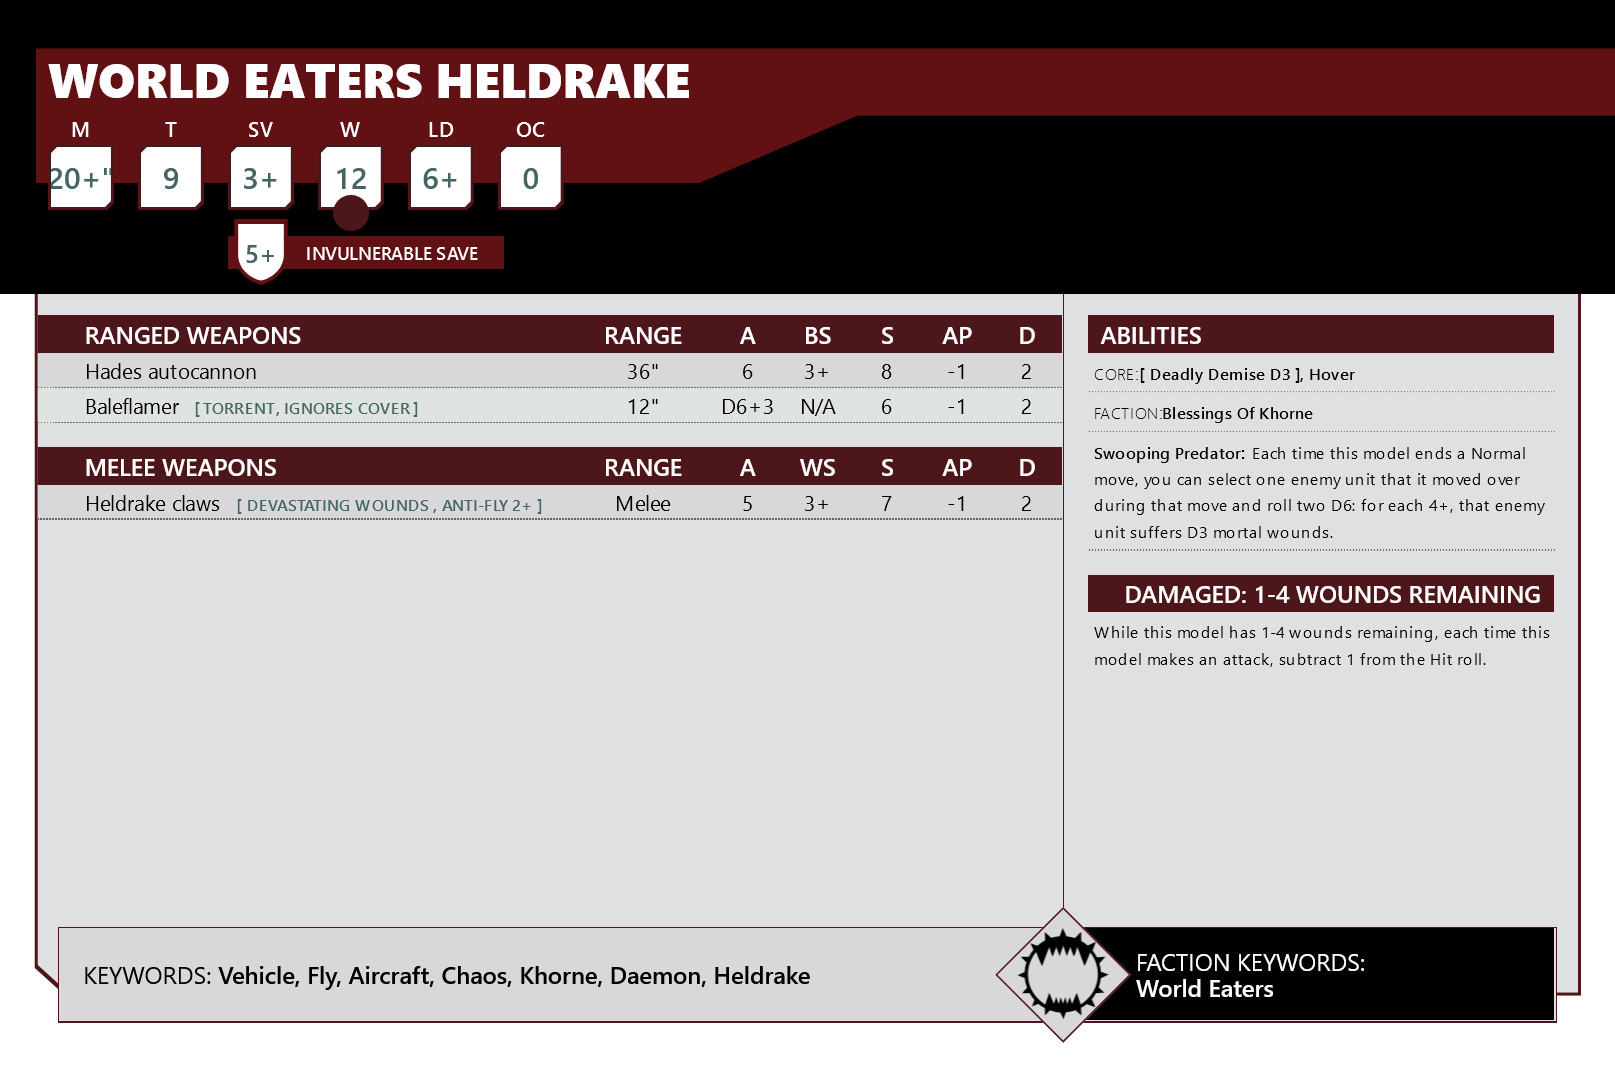 WORLD EATERS HELDRAKE
M T SV W LD OC
20+" 9 3+ 12 6+ 0
5+ INVULNERABLE SAVE
RANGED WEAPONS RANGE A BS S AP D
Hades autocannon 36" 6 3+ 8 -1 2
Baleflamer [ TORRENT, IGNORES COVER ] 12" D6+3 N/A 6 -1 2
MELEE WEAPONS RANGE A WS S AP D
Heldrake claws [ DEVASTATING WOUNDS , ANTI-FLY 2+ ] Melee 5 3+ 7 -1 2
ABILITIES
CORE:[ Deadly Demise D3 ], Hover
FACTION:Blessings Of Khorne
Swooping Predator: Each time this model ends a Normal
move, you can select one enemy unit that it moved over
during that move and roll two D6: for each 4+, that enemy
unit suffers D3 mortal wounds.
DAMAGED: 1-4 WOUNDS REMAINING
While this model has 1-4 wounds remaining, each time this
model makes an attack, subtract 1 from the Hit roll.
KEYWORDS: Vehicle, Fly, Aircraft, Chaos, Khorne, Daemon, Heldrake
FACTION KEYWORDS:
World Eaters